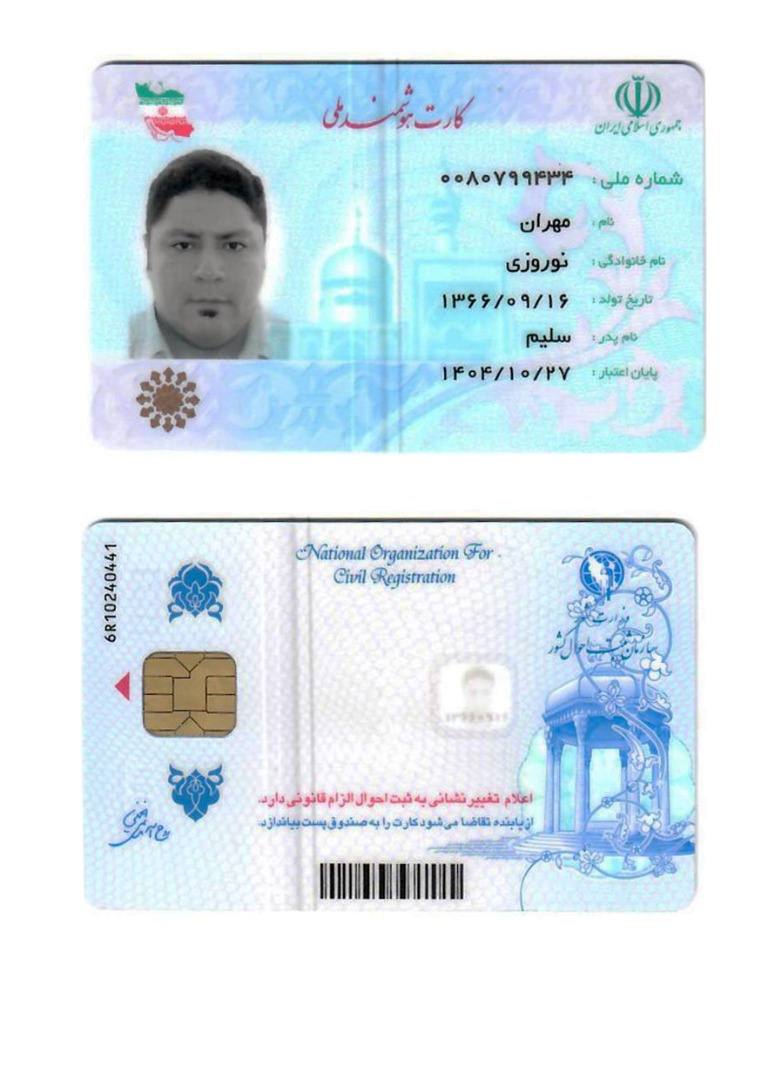 کارت هوشمند ملی
جمهوری اسلامی ایران
شماره ملی : ۰۰۸۰۷۹۹۴۳۴
نام : مهران
نام خانوادگی : نوروزی
تاریخ تولد : ۱۳۶۶/۰۹/۱۶
نام پدر : سلیم
پایان اعتبار : ۱۴۰۴/۱۰/۲۷
6R10240441
National Organization For
Civil Registration
وزارت کشور
سازمان ثبت احوال کشور
اعلام تغییر نشانی به ثبت احوال الزام قانونی دارد.
از یابنده تقاضا می شود کارت را به صندوق پست بیاندازد.